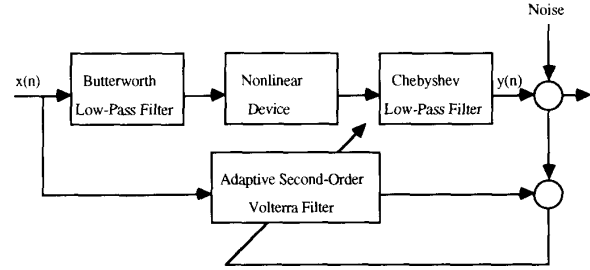 Noise
x(n)
Butterworth
Low-Pass Filter
Nonlinear
Device
Chebyshev
Low-Pass Filter
y(n)
Adaptive Second-Order
Volterra Filter